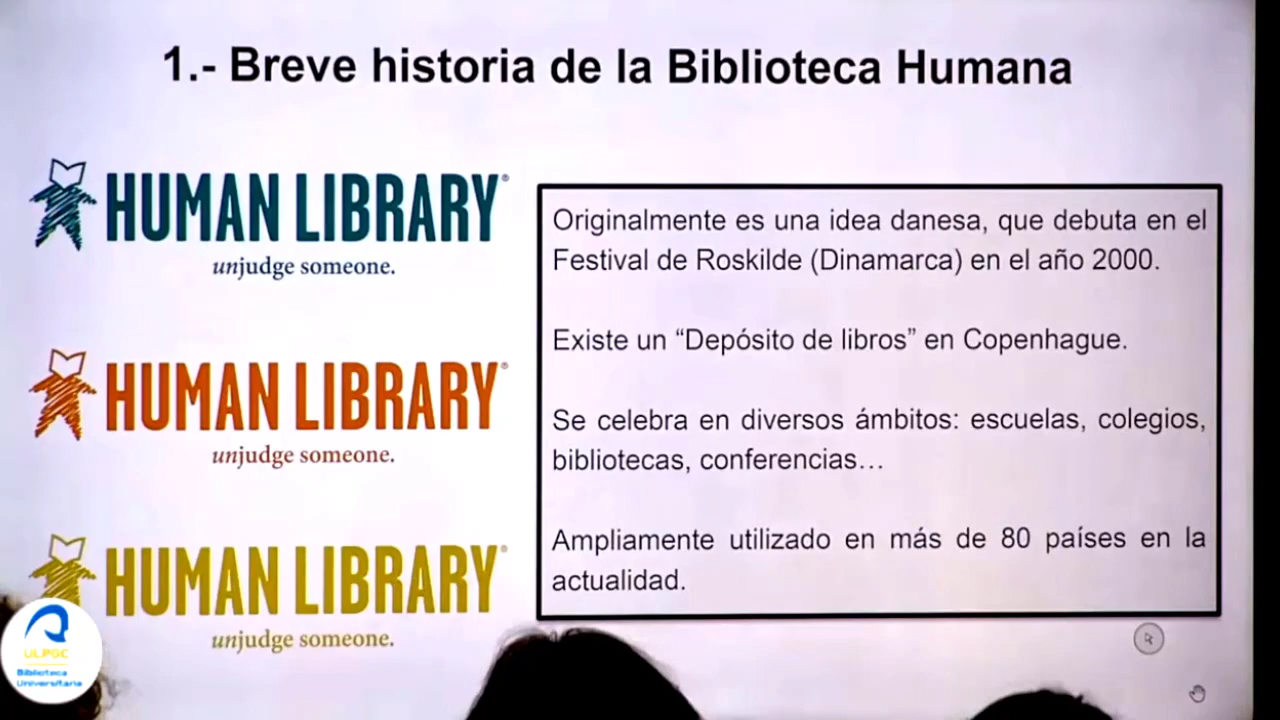 1.- Breve historia de la Biblioteca Humana
HUMAN LIBRARY®
unjudge someone.
HUMAN LIBRARY®
unjudge someone.
HUMAN LIBRARY®
unjudge someone.
Originalmente es una idea danesa, que debuta en el
Festival de Roskilde (Dinamarca) en el año 2000.
Existe un “Depósito de libros” en Copenhague.
Se celebra en diversos ámbitos: escuelas, colegios,
bibliotecas, conferencias…
Ampliamente utilizado en más de 80 países en la
actualidad.
ULPGC
Biblioteca
Universitaria